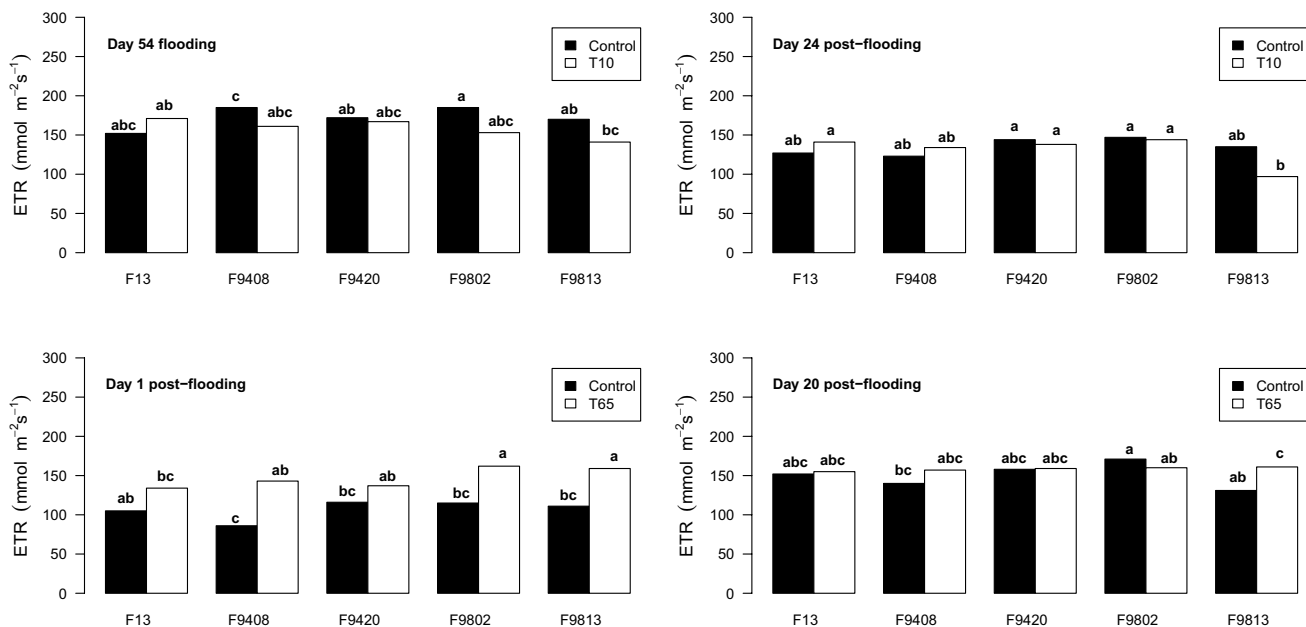 300
250
200
150
100
50
0
ETR (mmol m−2s−1)
Day 54 flooding
Control
T10
abc ab c abc ab abc a abc ab bc
F13 F9408 F9420 F9802 F9813
300
250
200
150
100
50
0
ETR (mmol m−2s−1)
Day 24 post−flooding
Control
T10
ab a ab ab a a a a ab b
F13 F9408 F9420 F9802 F9813
300
250
200
150
100
50
0
ETR (mmol m−2s−1)
Day 1 post−flooding
Control
T65
ab bc c ab bc ab bc a bc a
F13 F9408 F9420 F9802 F9813
300
250
200
150
100
50
0
ETR (mmol m−2s−1)
Day 20 post−flooding
Control
T65
abc abc bc abc abc abc a ab ab c
F13 F9408 F9420 F9802 F9813